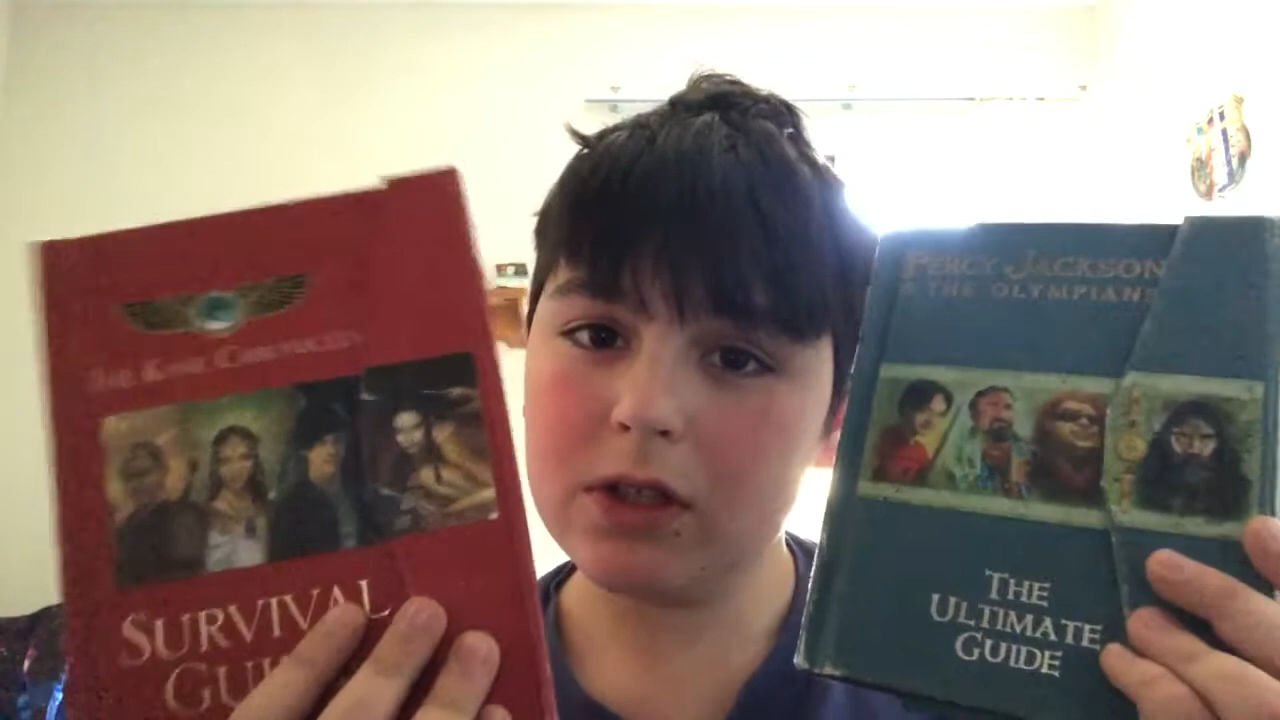 THE KANE CHRONICLES
SURVIVAL
PERCY JACKSON
& THE OLYMPIANS
THE
ULTIMATE
GUIDE